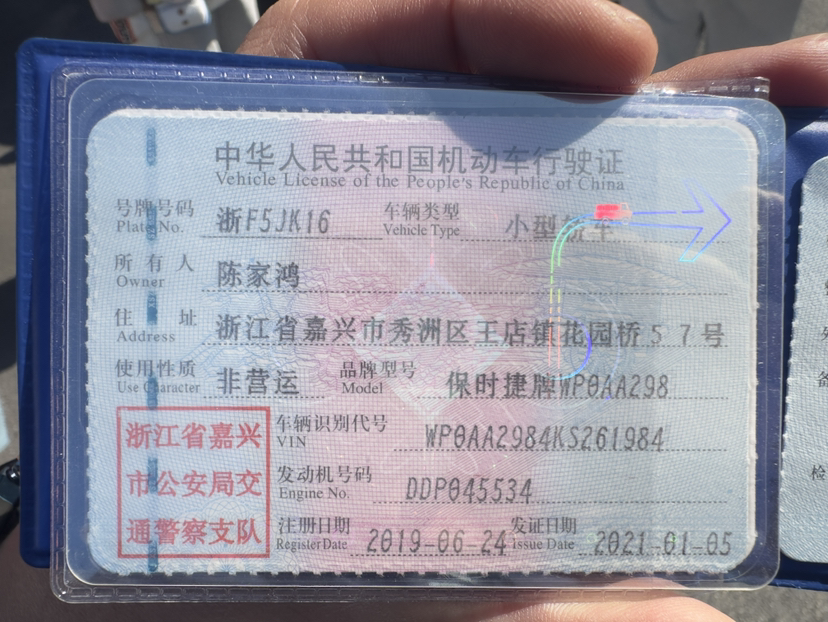 中华人民共和国机动车行驶证
Vehicle License of the People's Republic of China
号牌号码 浙F5JK16 车辆类型 小型轿车
Plate No. Vehicle Type
所有人 陈家鸿
Owner
住址 浙江省嘉兴市秀洲区王店镇花园桥57号
Address
使用性质 非营运 品牌型号 保时捷牌WP0AA298
Use Character Model
浙江省嘉兴
市公安局交
通警察支队
车辆识别代号 WP0AA2984KS261984
VIN
发动机号码 DDP045534
Engine No.
注册日期 2019-06-24 发证日期 2021-01-05
Register Date Issue Date
检